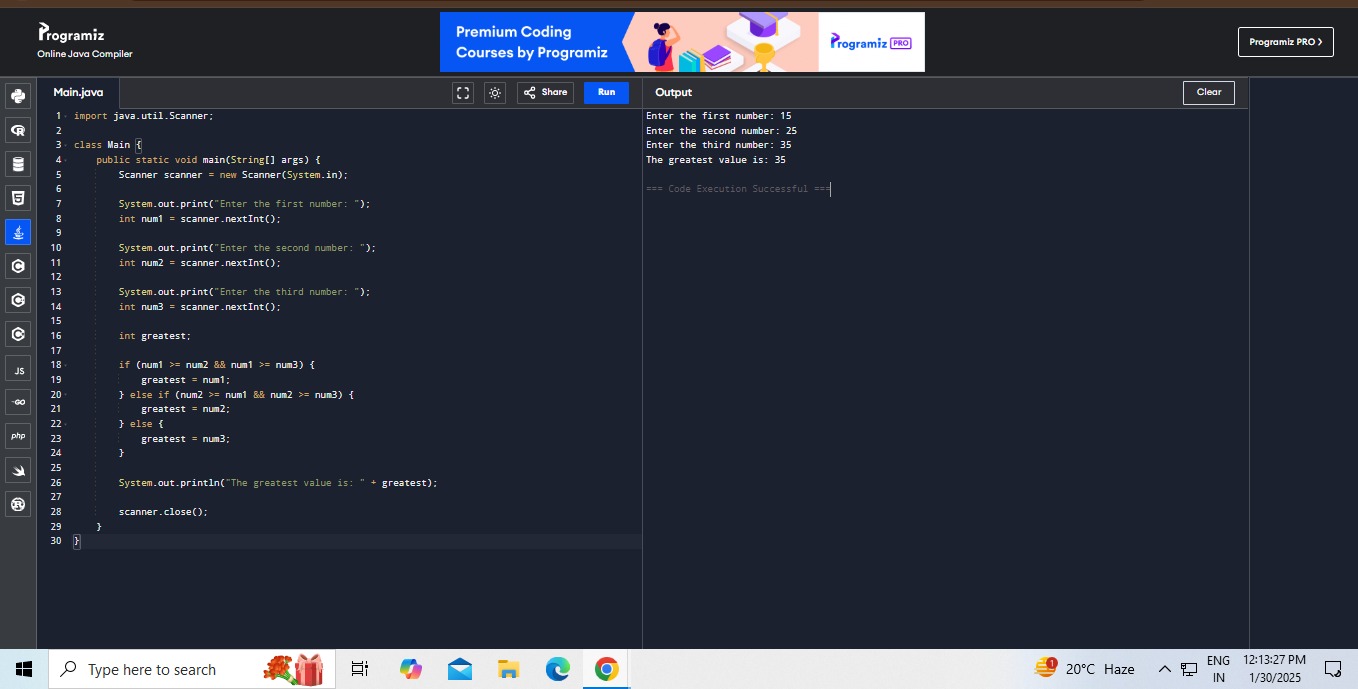 Programiz
Online Java Compiler
Premium Coding
Courses by Programiz
Programiz PRO
Programiz PRO >
Main.java
Share
Run
Output
Clear
1 import java.util.Scanner;
2
3 class Main {
4 public static void main(String[] args) {
5 Scanner scanner = new Scanner(System.in);
6
7 System.out.print("Enter the first number: ");
8 int num1 = scanner.nextInt();
9
10 System.out.print("Enter the second number: ");
11 int num2 = scanner.nextInt();
12
13 System.out.print("Enter the third number: ");
14 int num3 = scanner.nextInt();
15
16 int greatest;
17
18 if (num1 >= num2 && num1 >= num3) {
19 greatest = num1;
20 } else if (num2 >= num1 && num2 >= num3) {
21 greatest = num2;
22 } else {
23 greatest = num3;
24 }
25
26 System.out.println("The greatest value is: " + greatest);
27
28 scanner.close();
29 }
30 }
Enter the first number: 15
Enter the second number: 25
Enter the third number: 35
The greatest value is: 35
=== Code Execution Successful ===
JS
GO
php
Type here to search
1
20°C Haze
ENG
IN
12:13:27 PM
1/30/2025